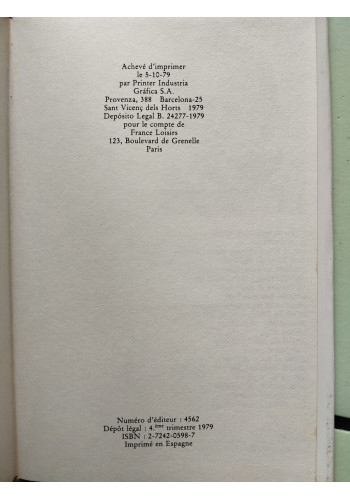 Achevé d'imprimer
le 5-10-79
par Printer Industria
Gráfica S.A.
Provenza, 388 Barcelona-25
Sant Vicenç dels Horts 1979
Depósito Legal B. 24277-1979
pour le compte de
France Loisirs
123, Boulevard de Grenelle
Paris
Numéro d'éditeur : 4562
Dépôt légal : 4.ème trimestre 1979
ISBN : 2-7242-0598-7
Imprimé en Espagne